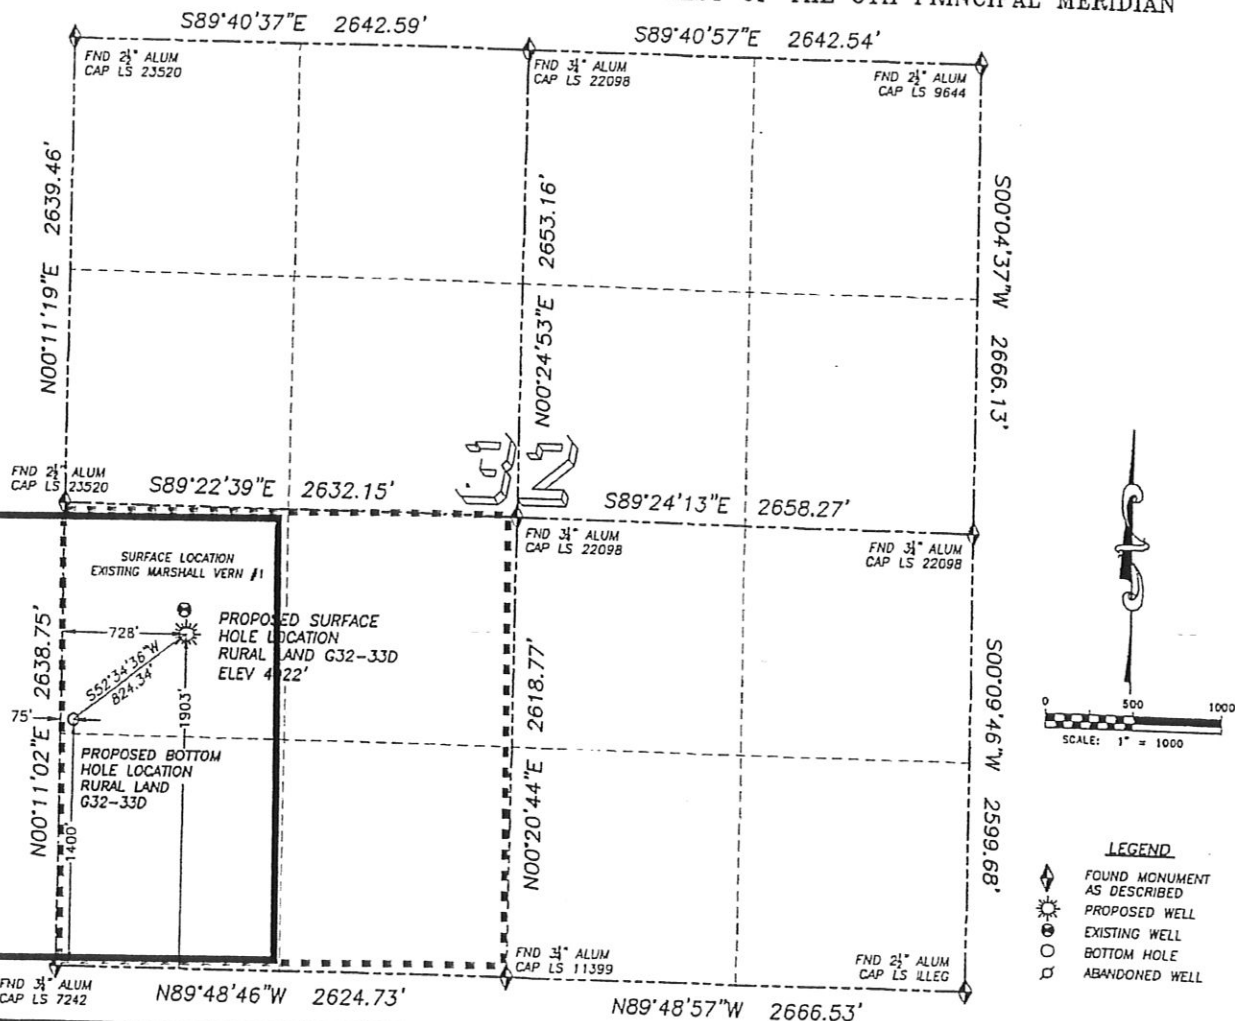 THE 6TH PRINCIPAL MERIDIAN
S89°40'37"E 2642.59'
S89°40'57"E 2642.54'
FND 2½" ALUM
CAP LS 23520
FND 3¼" ALUM
CAP LS 22098
FND 2½" ALUM
CAP LS 9644
N00°11'19"E 2639.46'
N00°24'53"E 2653.16'
S00°04'37"W 2666.13'
FND 2½" ALUM
CAP LS 23520
S89°22'39"E 2632.15'
32
S89°24'13"E 2658.27'
FND 3¼" ALUM
CAP LS 22098
FND 3¼" ALUM
CAP LS 22098
SURFACE LOCATION
EXISTING MARSHALL VERN #1
PROPOSED SURFACE
HOLE LOCATION
RURAL LAND G32-33D
ELEV 4922'
728'
S52°34'36"W
824.34'
1903'
75'
PROPOSED BOTTOM
HOLE LOCATION
RURAL LAND
G32-33D
1400'
N00°11'02"E 2638.75'
N00°20'44"E 2618.77'
S00°09'46"W 2599.68'
0 500 1000
SCALE: 1" = 1000
LEGEND
FOUND MONUMENT
AS DESCRIBED
PROPOSED WELL
EXISTING WELL
BOTTOM HOLE
ABANDONED WELL
FND 3¼" ALUM
CAP LS 7242
N89°48'46"W 2624.73'
FND 3¼" ALUM
CAP LS 11399
N89°48'57"W 2666.53'
FND 2½" ALUM
CAP LS ILLEG